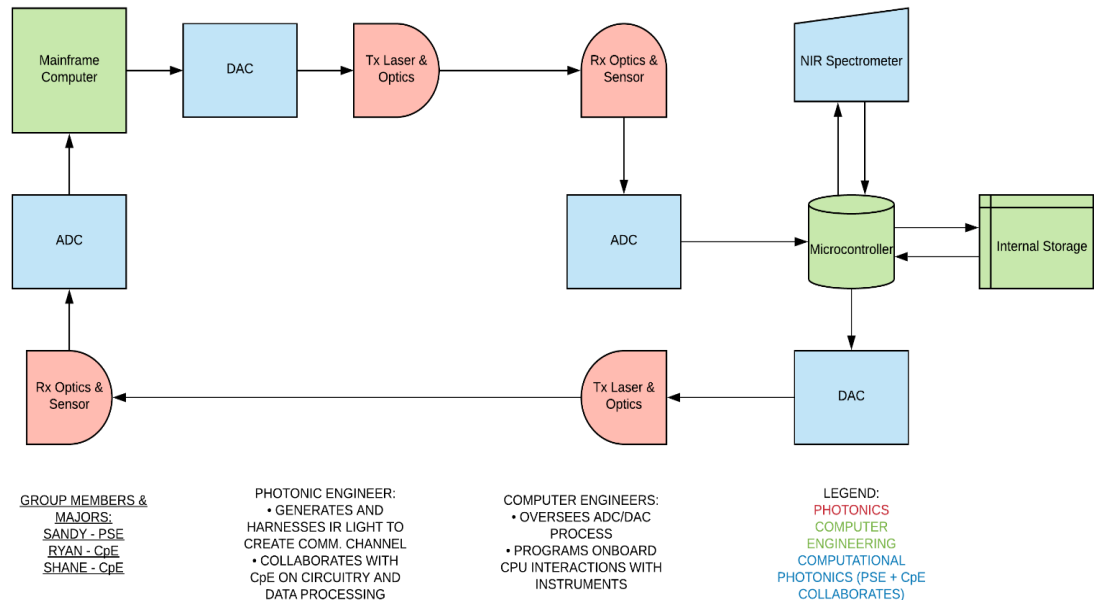 Mainframe
Computer
DAC
Tx Laser &
Optics
Rx Optics &
Sensor
NIR Spectrometer
ADC
ADC
Microcontroller
Internal Storage
Rx Optics &
Sensor
Tx Laser &
Optics
DAC
GROUP MEMBERS &
MAJORS:
SANDY - PSE
RYAN - CpE
SHANE - CpE
PHOTONIC ENGINEER:
• GENERATES AND
HARNESSES IR LIGHT TO
CREATE COMM. CHANNEL
• COLLABORATES WITH
CpE ON CIRCUITRY AND
DATA PROCESSING
COMPUTER ENGINEERS:
• OVERSEES ADC/DAC
PROCESS
• PROGRAMS ONBOARD
CPU INTERACTIONS WITH
INSTRUMENTS
LEGEND:
PHOTONICS
COMPUTER
ENGINEERING
COMPUTATIONAL
PHOTONICS (PSE + CpE
COLLABORATES)